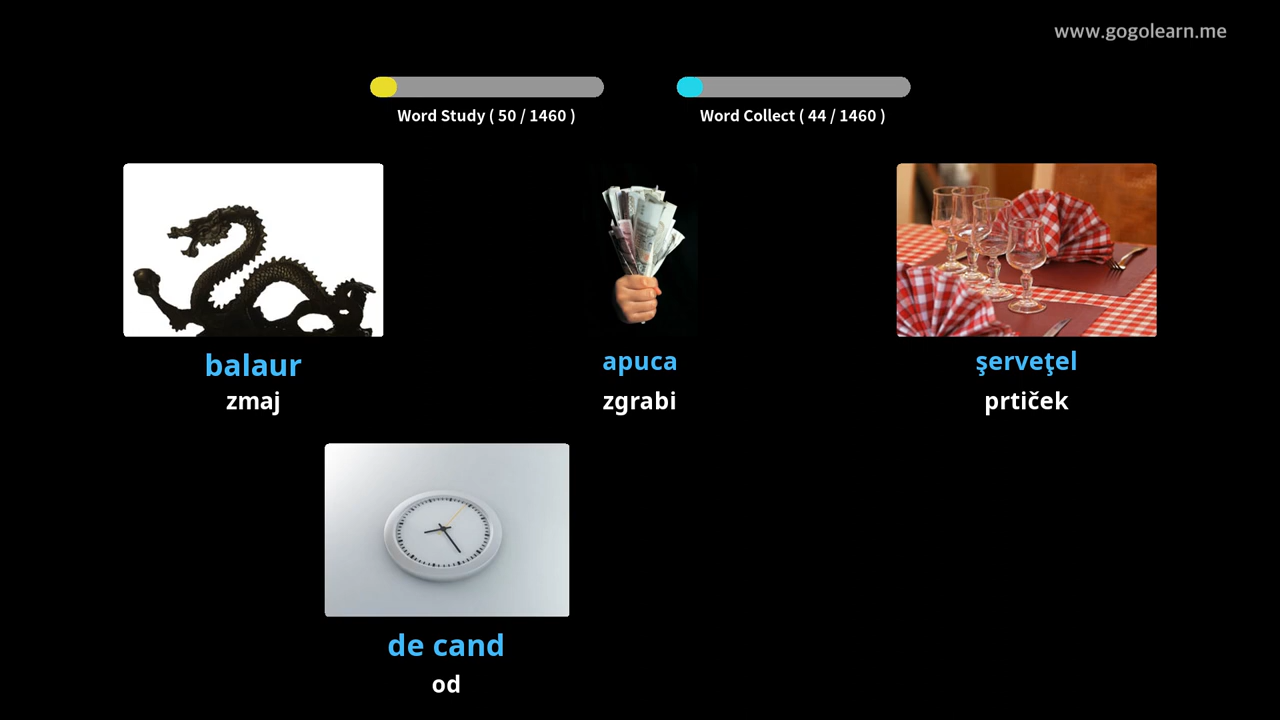 www.gogolearn.me
Word Study ( 50 / 1460 )
Word Collect ( 44 / 1460 )
balaur
zmaj
apuca
zgrabi
şerveţel
prtiček
de cand
od